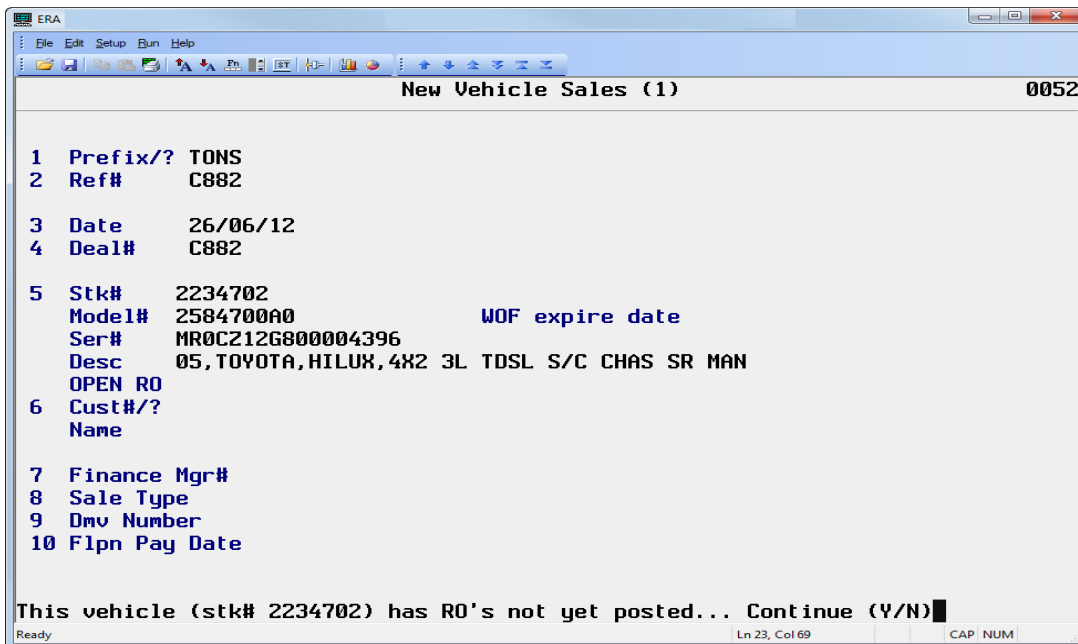 ERA
File Edit Setup Run Help
New Vehicle Sales (1) 0052
1 Prefix/? TONS
2 Ref# C882
3 Date 26/06/12
4 Deal# C882
5 Stk# 2234702
Model# 2584700A0 WOF expire date
Ser# MR0CZ12G800004396
Desc 05,TOYOTA,HILUX,4X2 3L TDSL S/C CHAS SR MAN
OPEN RO
6 Cust#/?
Name
7 Finance Mgr#
8 Sale Type
9 Dmv Number
10 Flpn Pay Date
This vehicle (stk# 2234702) has RO's not yet posted... Continue (Y/N)
Ready Ln 23, Col 69 CAP NUM